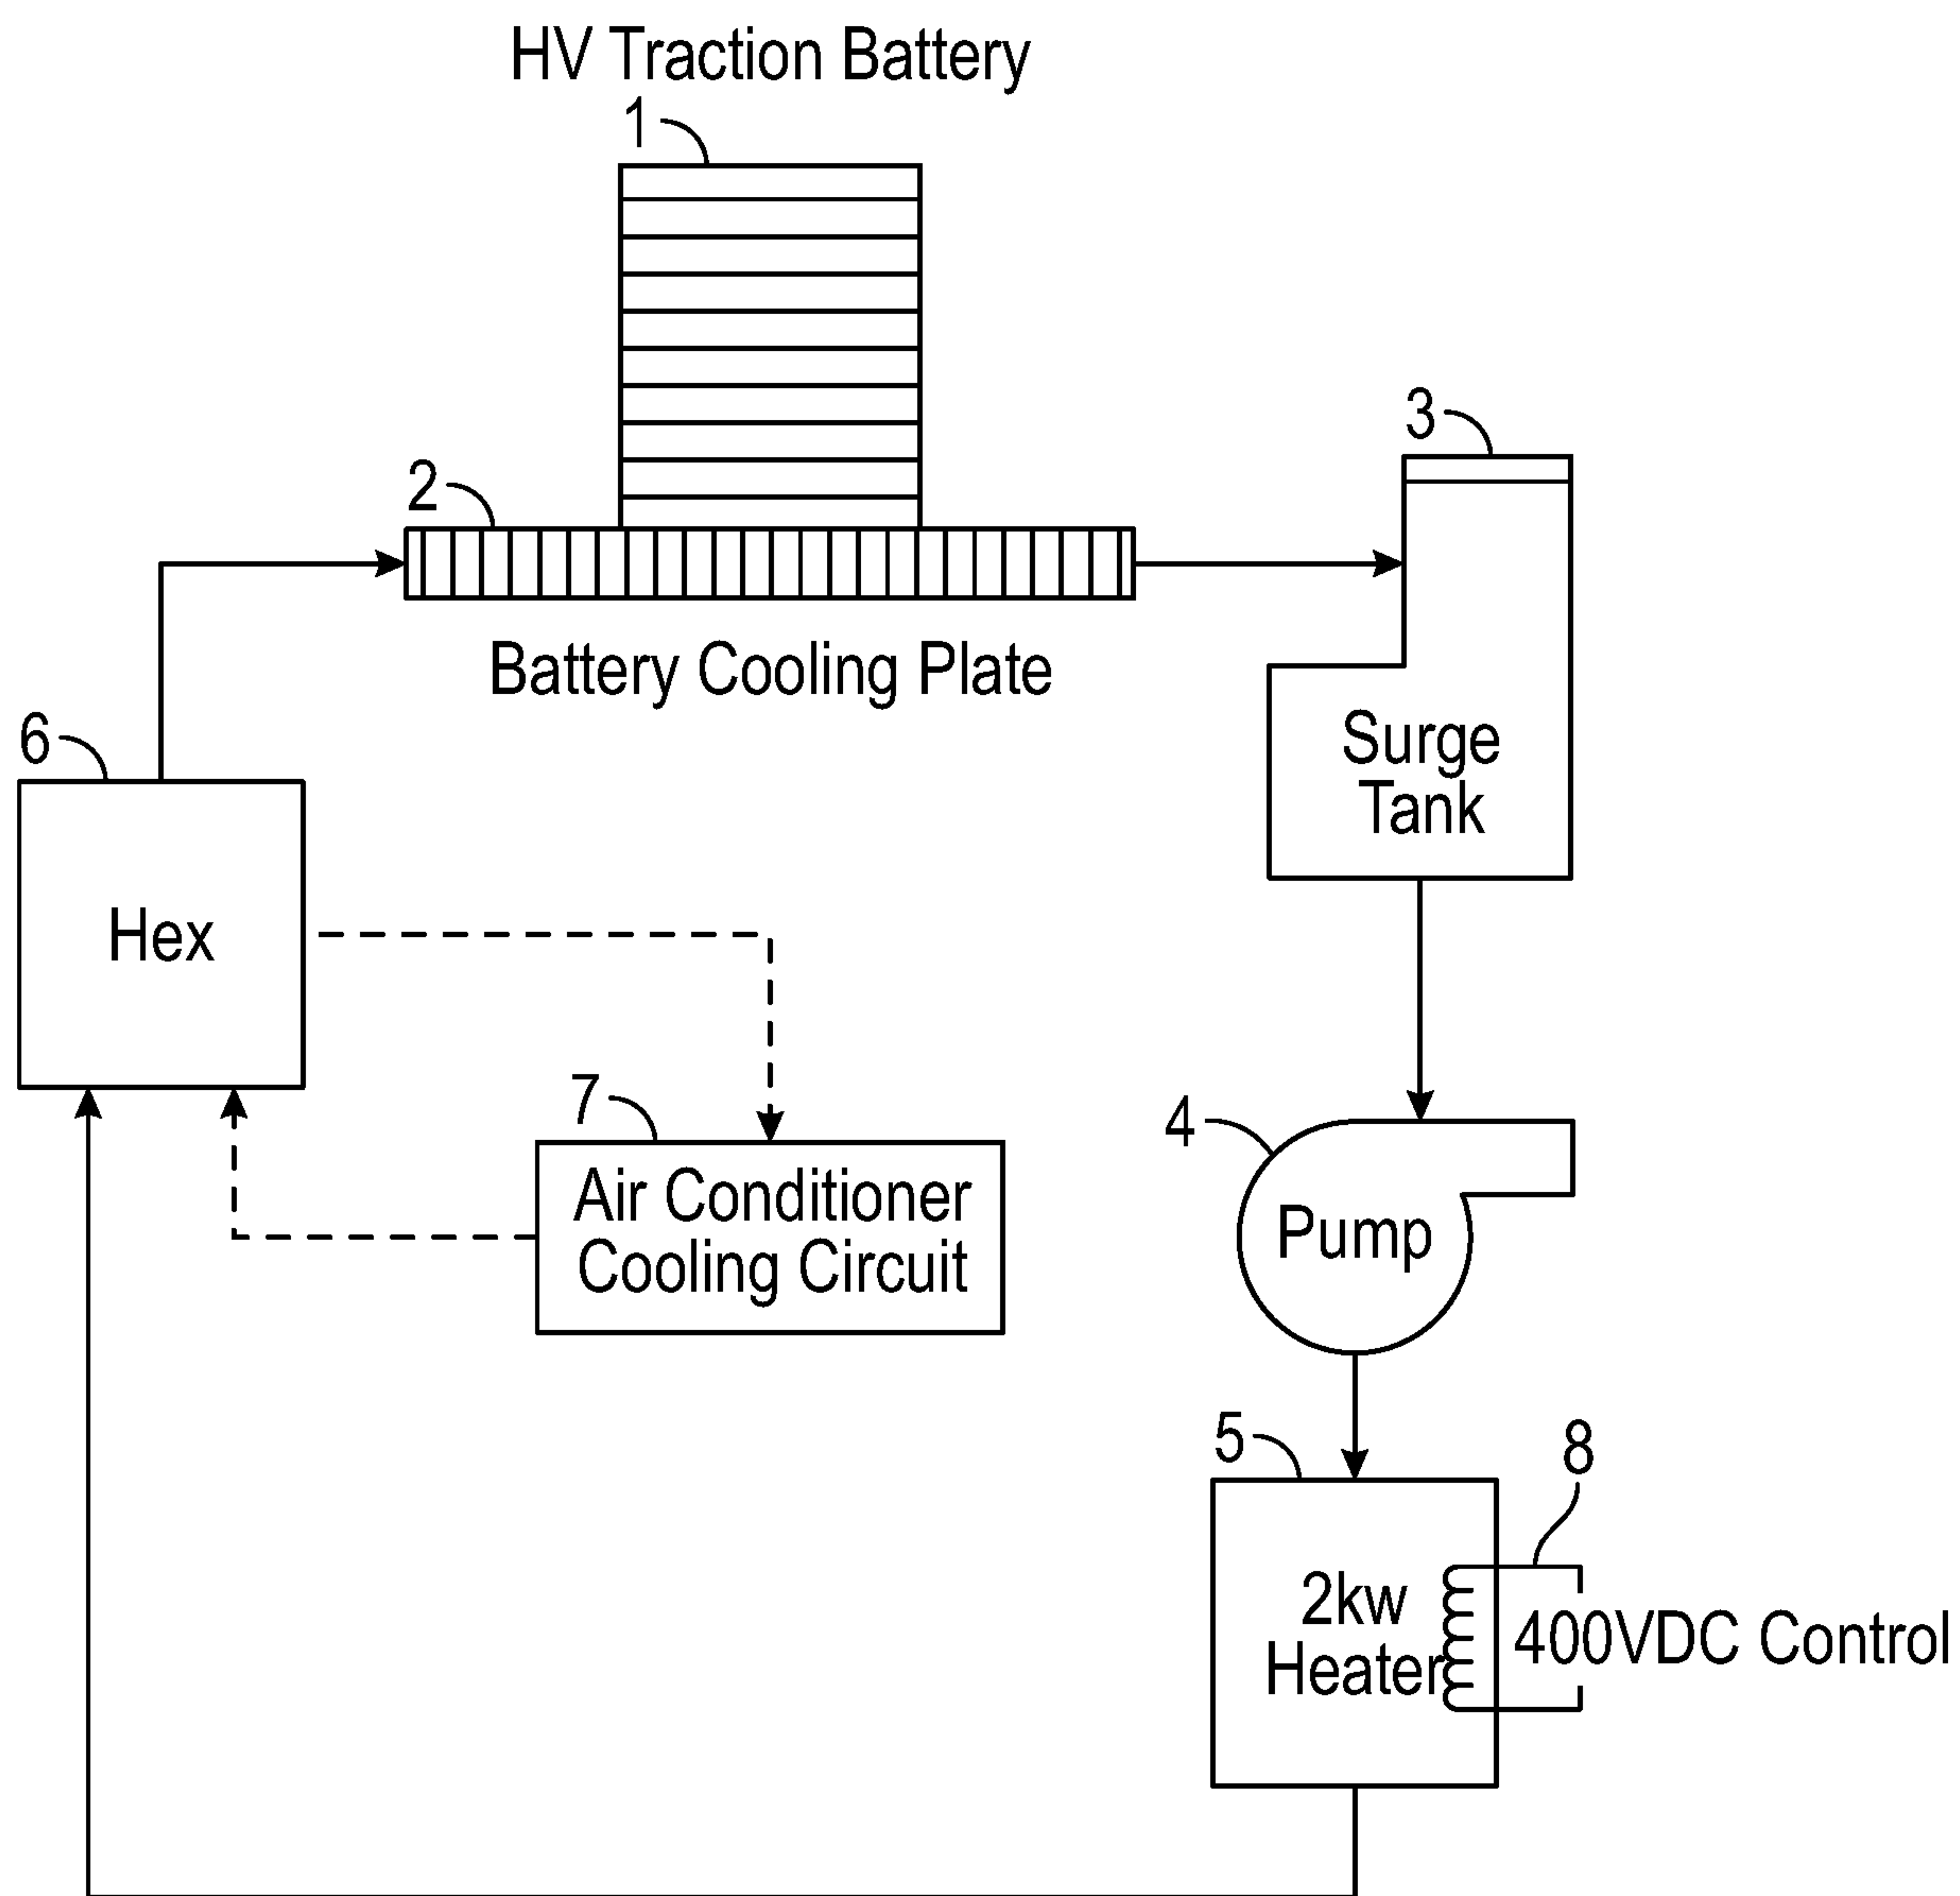 HV Traction Battery
1
2
3
Battery Cooling Plate
Surge
Tank
6
Hex
7
Air Conditioner
Cooling Circuit
4
Pump
5
8
2kw
Heater
400VDC Control